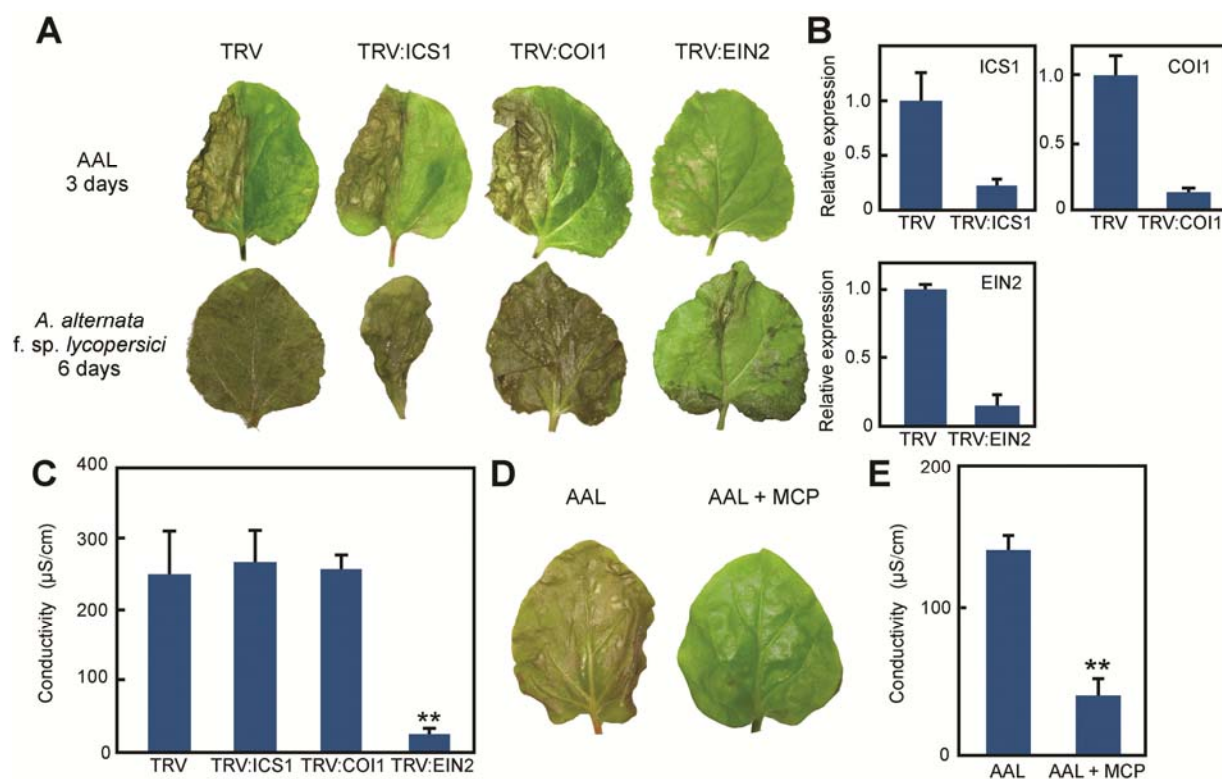 A
TRV TRV:ICS1 TRV:COI1 TRV:EIN2
AAL
3 days
A. alternata
f. sp. lycopersici
6 days
B
Relative expression
1.0
0.5
0
ICS1
TRV TRV:ICS1
1.0
0.5
0
COI1
TRV TRV:COI1
Relative expression
1.0
0.5
0
EIN2
TRV TRV:EIN2
C
Conductivity (µS/cm)
400
300
200
100
0
**
TRV TRV:ICS1 TRV:COI1 TRV:EIN2
D
AAL AAL + MCP
E
Conductivity (µS/cm)
200
100
0
**
AAL AAL + MCP